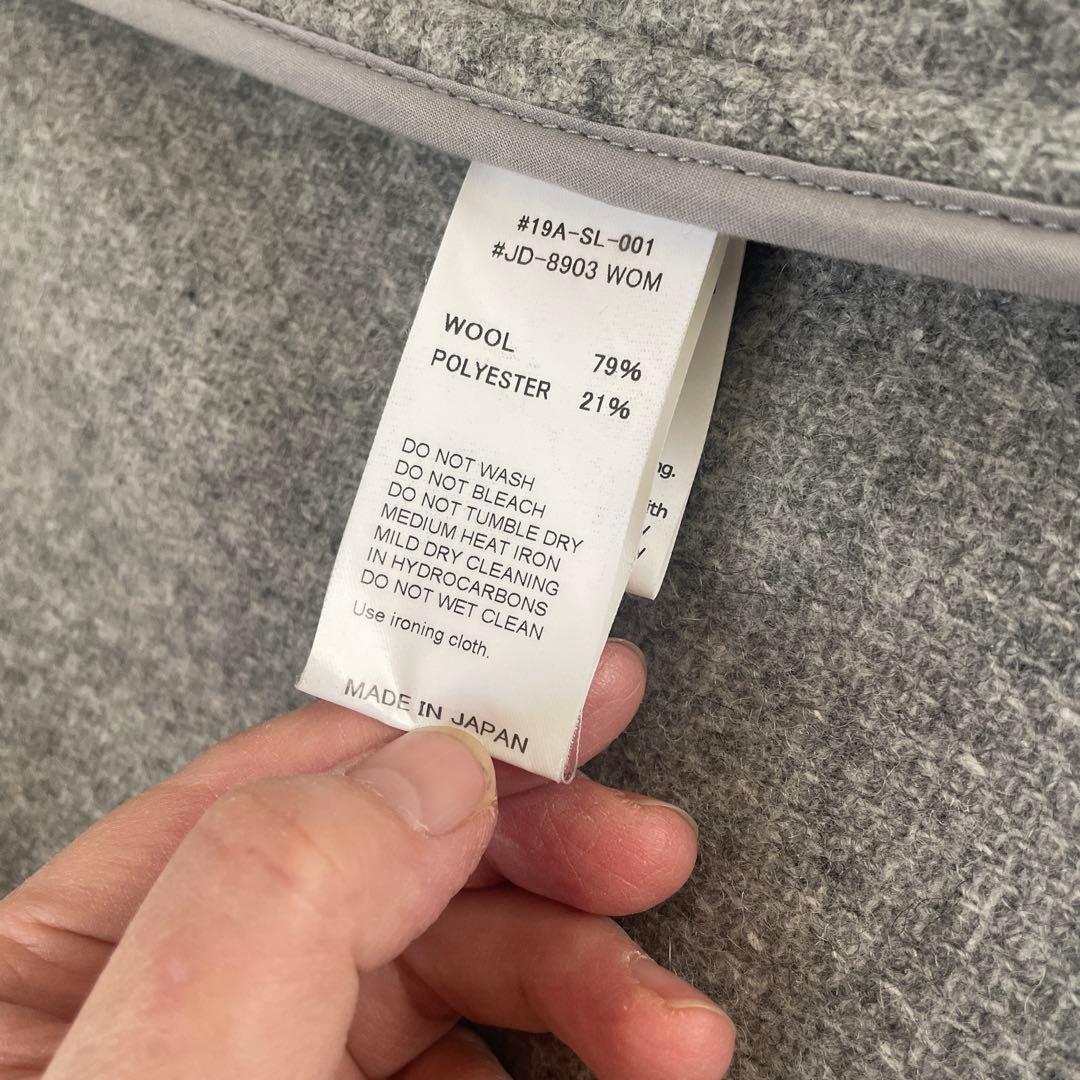 #19A-SL-001
#JD-8903 WOM
WOOL 79%
POLYESTER 21%
DO NOT WASH
DO NOT BLEACH
DO NOT TUMBLE DRY
MEDIUM HEAT IRON
MILD DRY CLEANING
IN HYDROCARBONS
DO NOT WET CLEAN
Use ironing cloth.
MADE IN JAPAN